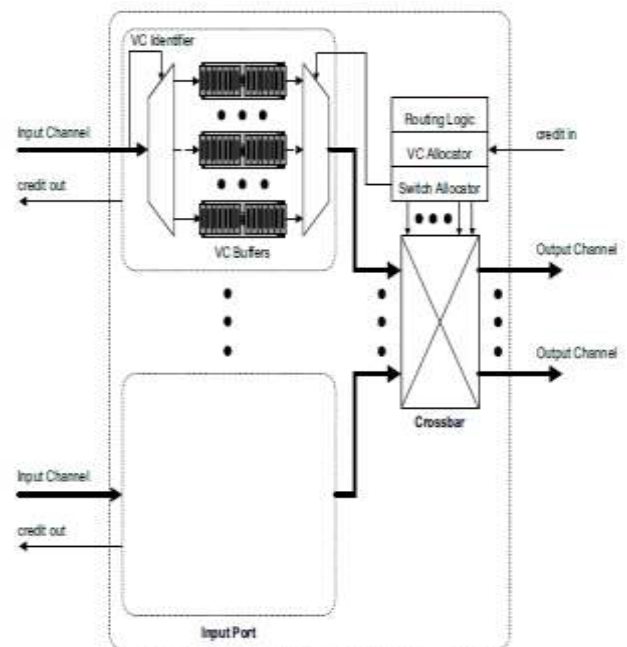 VC Identifier
Input Channel
credit out
VC Buffers
Routing Logic
VC Allocator
Switch Allocator
credit in
Output Channel
Output Channel
Crossbar
Input Channel
credit out
Input Port